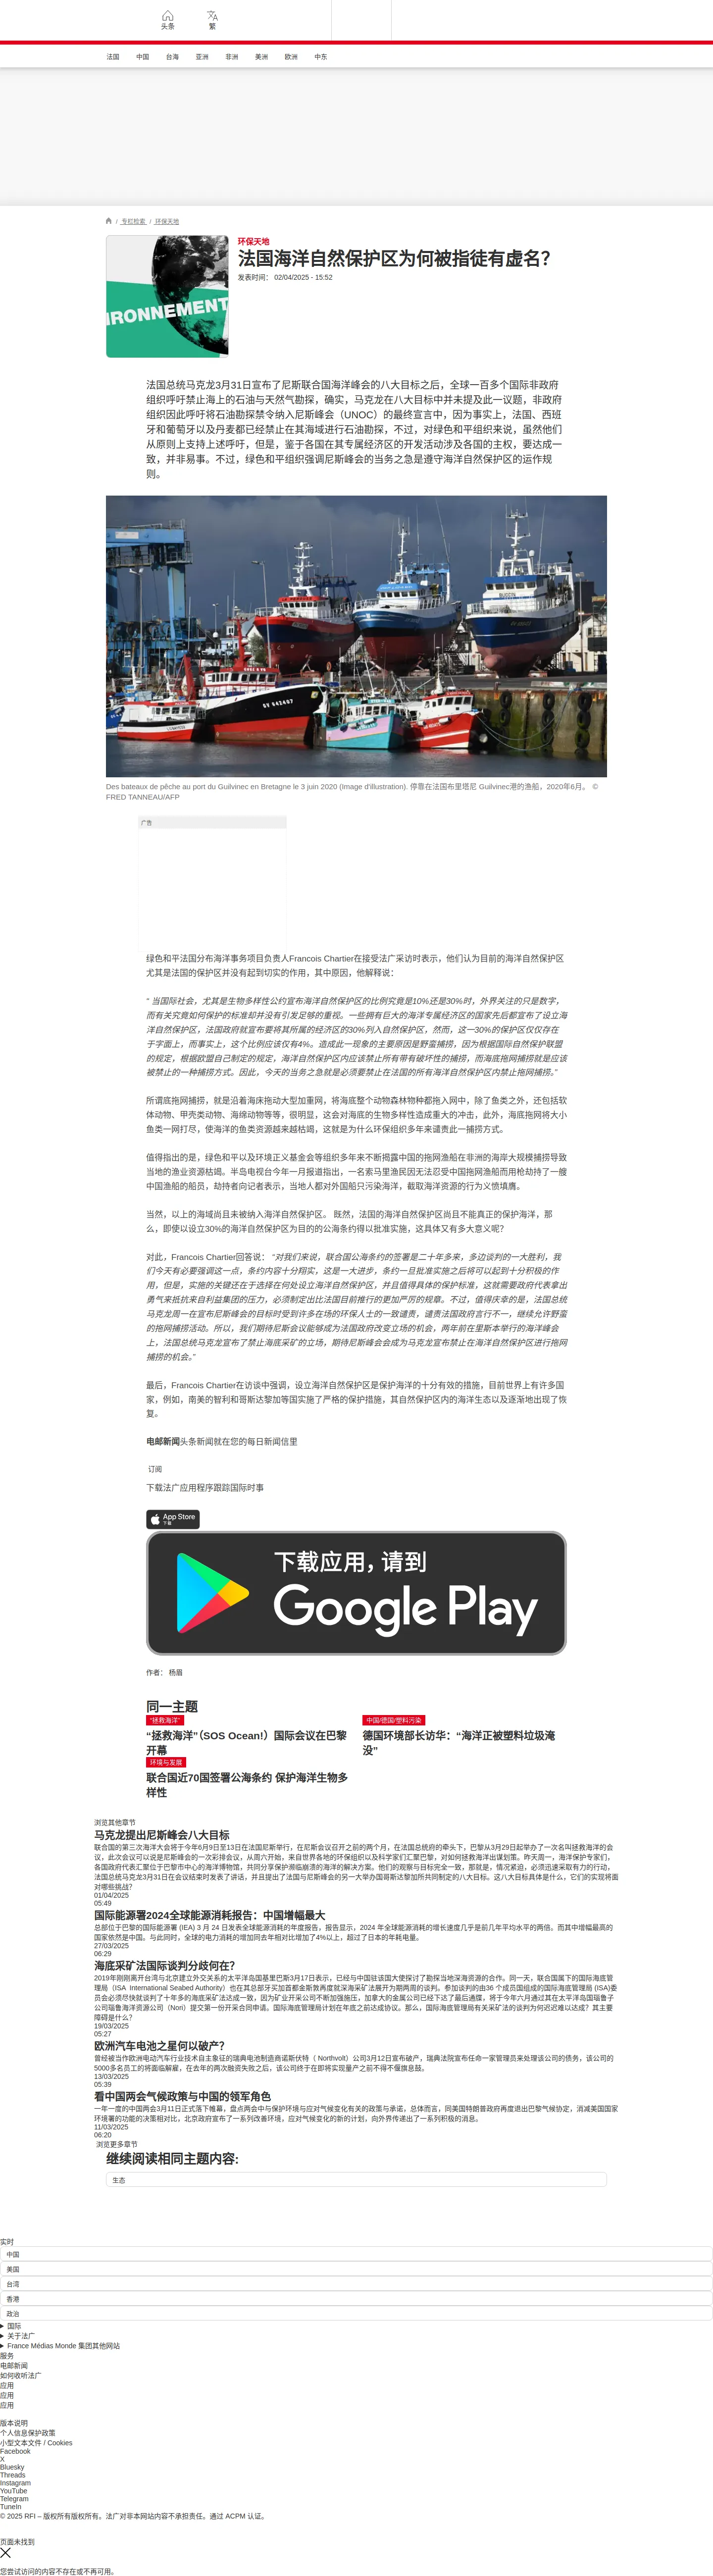 头条
繁
法国
中国
台海
亚洲
非洲
美洲
欧洲
中东
/ 专栏检索 / 环保天地
RONNEMENT
环保天地
法国海洋自然保护区为何被指徒有虚名？
发表时间： 02/04/2025 - 15:52
法国总统马克龙3月31日宣布了尼斯联合国海洋峰会的八大目标之后，全球一百多个国际非政府
组织呼吁禁止海上的石油与天然气勘探，确实，马克龙在八大目标中并未提及此一议题，非政府
组织因此呼吁将石油勘探禁令纳入尼斯峰会（UNOC）的最终宣言中，因为事实上，法国、西班
牙和葡萄牙以及丹麦都已经禁止在其海域进行石油勘探，不过，对绿色和平组织来说，虽然他们
从原则上支持上述呼吁，但是，鉴于各国在其专属经济区的开发活动涉及各国的主权，要达成一
致，并非易事。不过，绿色和平组织强调尼斯峰会的当务之急是遵守海洋自然保护区的运作规
则。
Des bateaux de pêche au port du Guilvinec en Bretagne le 3 juin 2020 (Image d'illustration). 停靠在法国布里塔尼 Guilvinec港的渔船，2020年6月。 ©
FRED TANNEAU/AFP
广告
绿色和平法国分布海洋事务项目负责人Francois Chartier在接受法广采访时表示，他们认为目前的海洋自然保护区
尤其是法国的保护区并没有起到切实的作用，其中原因，他解释说：
“ 当国际社会，尤其是生物多样性公约宣布海洋自然保护区的比例究竟是10%还是30%时，外界关注的只是数字，
而有关究竟如何保护的标准却并没有引发足够的重视。一些拥有巨大的海洋专属经济区的国家先后都宣布了设立海
洋自然保护区，法国政府就宣布要将其所属的经济区的30%列入自然保护区，然而，这一30%的保护区仅仅存在
于字面上，而事实上，这个比例应该仅有4%。造成此一现象的主要原因是野蛮捕捞，因为根据国际自然保护联盟
的规定，根据欧盟自己制定的规定，海洋自然保护区内应该禁止所有带有破坏性的捕捞，而海底拖网捕捞就是应该
被禁止的一种捕捞方式。因此，今天的当务之急就是必须要禁止在法国的所有海洋自然保护区内禁止拖网捕捞。”
所谓底拖网捕捞，就是沿着海床拖动大型加重网，将海底整个动物森林物种都拖入网中，除了鱼类之外，还包括软
体动物、甲壳类动物、海绵动物等等，很明显，这会对海底的生物多样性造成重大的冲击，此外，海底拖网将大小
鱼类一网打尽，使海洋的鱼类资源越来越枯竭，这就是为什么环保组织多年来谴责此一捕捞方式。
值得指出的是，绿色和平以及环境正义基金会等组织多年来不断揭露中国的拖网渔船在非洲的海岸大规模捕捞导致
当地的渔业资源枯竭。半岛电视台今年一月报道指出，一名索马里渔民因无法忍受中国拖网渔船而用枪劫持了一艘
中国渔船的船员，劫持者向记者表示，当地人都对外国船只污染海洋，截取海洋资源的行为义愤填膺。
当然，以上的海域尚且未被纳入海洋自然保护区。 既然，法国的海洋自然保护区尚且不能真正的保护海洋，那
么，即使以设立30%的海洋自然保护区为目的的公海条约得以批准实施，这具体又有多大意义呢？
对此，Francois Chartier回答说： “对我们来说，联合国公海条约的签署是二十年多来，多边谈判的一大胜利，我
们今天有必要强调这一点，条约内容十分翔实，这是一大进步，条约一旦批准实施之后将可以起到十分积极的作
用，但是，实施的关键还在于选择在何处设立海洋自然保护区，并且值得具体的保护标准，这就需要政府代表拿出
勇气来抵抗来自利益集团的压力，必须制定出比法国目前推行的更加严厉的规章。不过，值得庆幸的是，法国总统
马克龙周一在宣布尼斯峰会的目标时受到许多在场的环保人士的一致谴责，谴责法国政府言行不一，继续允许野蛮
的拖网捕捞活动。所以，我们期待尼斯会议能够成为法国政府改变立场的机会，两年前在里斯本举行的海洋峰会
上，法国总统马克龙宣布了禁止海底采矿的立场，期待尼斯峰会会成为马克龙宣布禁止在海洋自然保护区进行拖网
捕捞的机会。”
最后，Francois Chartier在访谈中强调，设立海洋自然保护区是保护海洋的十分有效的措施，目前世界上有许多国
家，例如，南美的智利和哥斯达黎加等国实施了严格的保护措施，其自然保护区内的海洋生态以及逐渐地出现了恢
复。
电邮新闻头条新闻就在您的每日新闻信里
订阅
下载法广应用程序跟踪国际时事
App Store
下载
下载应用，请到
Google Play
作者： 杨眉
同一主题
“拯救海洋”
“拯救海洋”（SOS Ocean!）国际会议在巴黎
开幕
中国/德国/塑料污染
德国环境部长访华：“海洋正被塑料垃圾淹
没”
环境与发展
联合国近70国签署公海条约 保护海洋生物多
样性
浏览其他章节
马克龙提出尼斯峰会八大目标
联合国的第三次海洋大会将于今年6月9日至13日在法国尼斯举行，在尼斯会议召开之前的两个月，在法国总统府的牵头下，巴黎从3月29日起举办了一次名叫拯救海洋的会
议，此次会议可以说是尼斯峰会的一次彩排会议，从周六开始，来自世界各地的环保组织以及科学家们汇聚巴黎，对如何拯救海洋出谋划策。昨天周一，海洋保护专家们，
各国政府代表汇聚位于巴黎市中心的海洋博物馆，共同分享保护濒临崩溃的海洋的解决方案。他们的观察与目标完全一致，那就是，情况紧迫，必须迅速采取有力的行动，
法国总统马克龙3月31日在会议结束时发表了讲话，并且提出了法国与尼斯峰会的另一大举办国哥斯达黎加所共同制定的八大目标。这八大目标具体是什么，它们的实现将面
对哪些挑战？
01/04/2025
05:49
国际能源署2024全球能源消耗报告：中国增幅最大
总部位于巴黎的国际能源署 (IEA) 3 月 24 日发表全球能源消耗的年度报告，报告显示，2024 年全球能源消耗的增长速度几乎是前几年平均水平的两倍。而其中增幅最高的
国家依然是中国。与此同时，全球的电力消耗的增加同去年相对比增加了4%以上，超过了日本的年耗电量。
27/03/2025
06:29
海底采矿法国际谈判分歧何在？
2019年刚刚离开台湾与北京建立外交关系的太平洋岛国基里巴斯3月17日表示，已经与中国驻该国大使探讨了勘探当地深海资源的合作。同一天，联合国属下的国际海底管
理局（ISA  International Seabed Authority）也在其总部牙买加首都金斯敦再度就深海采矿法展开为期两周的谈判。参加谈判的由36 个成员国组成的国际海底管理局 (ISA)委
员会必须尽快就谈判了十年多的海底采矿法达成一致，因为矿业开采公司不断加强施压，加拿大的金属公司已经下达了最后通牒，将于今年六月通过其在太平洋岛国瑙鲁子
公司瑙鲁海洋资源公司（Nori）提交第一份开采合同申请。国际海底管理局计划在年底之前达成协议。那么，国际海底管理局有关采矿法的谈判为何迟迟难以达成？其主要
障碍是什么？
19/03/2025
05:27
欧洲汽车电池之星何以破产？
曾经被当作欧洲电动汽车行业技术自主象征的瑞典电池制造商诺斯伏特（ Northvolt）公司3月12日宣布破产，瑞典法院宣布任命一家管理员来处理该公司的债务，该公司的
5000多名员工的将面临解雇，在去年的两次融资失败之后，该公司终于在即将实现量产之前不得不偃旗息鼓。
13/03/2025
05:39
看中国两会气候政策与中国的领军角色
一年一度的中国两会3月11日正式落下帷幕，盘点两会中与保护环境与应对气候变化有关的政策与承诺，总体而言，同美国特朗普政府再度退出巴黎气候协定，消减美国国家
环境署的功能的决策相对比，北京政府宣布了一系列改善环境，应对气候变化的新的计划，向外界传递出了一系列积极的消息。
11/03/2025
06:20
浏览更多章节
继续阅读相同主题内容:
生态
实时
中国
美国
台湾
香港
政治
国际
关于法广
France Médias Monde 集团其他网站
服务
电邮新闻
如何收听法广
应用
应用
应用
版本说明
个人信息保护政策
小型文本文件 / Cookies
Facebook
X
Bluesky
Threads
Instagram
YouTube
Telegram
TuneIn
© 2025 RFI – 版权所有版权所有。法广对非本网站内容不承担责任。通过 ACPM 认证。
页面未找到
您尝试访问的内容不存在或不再可用。